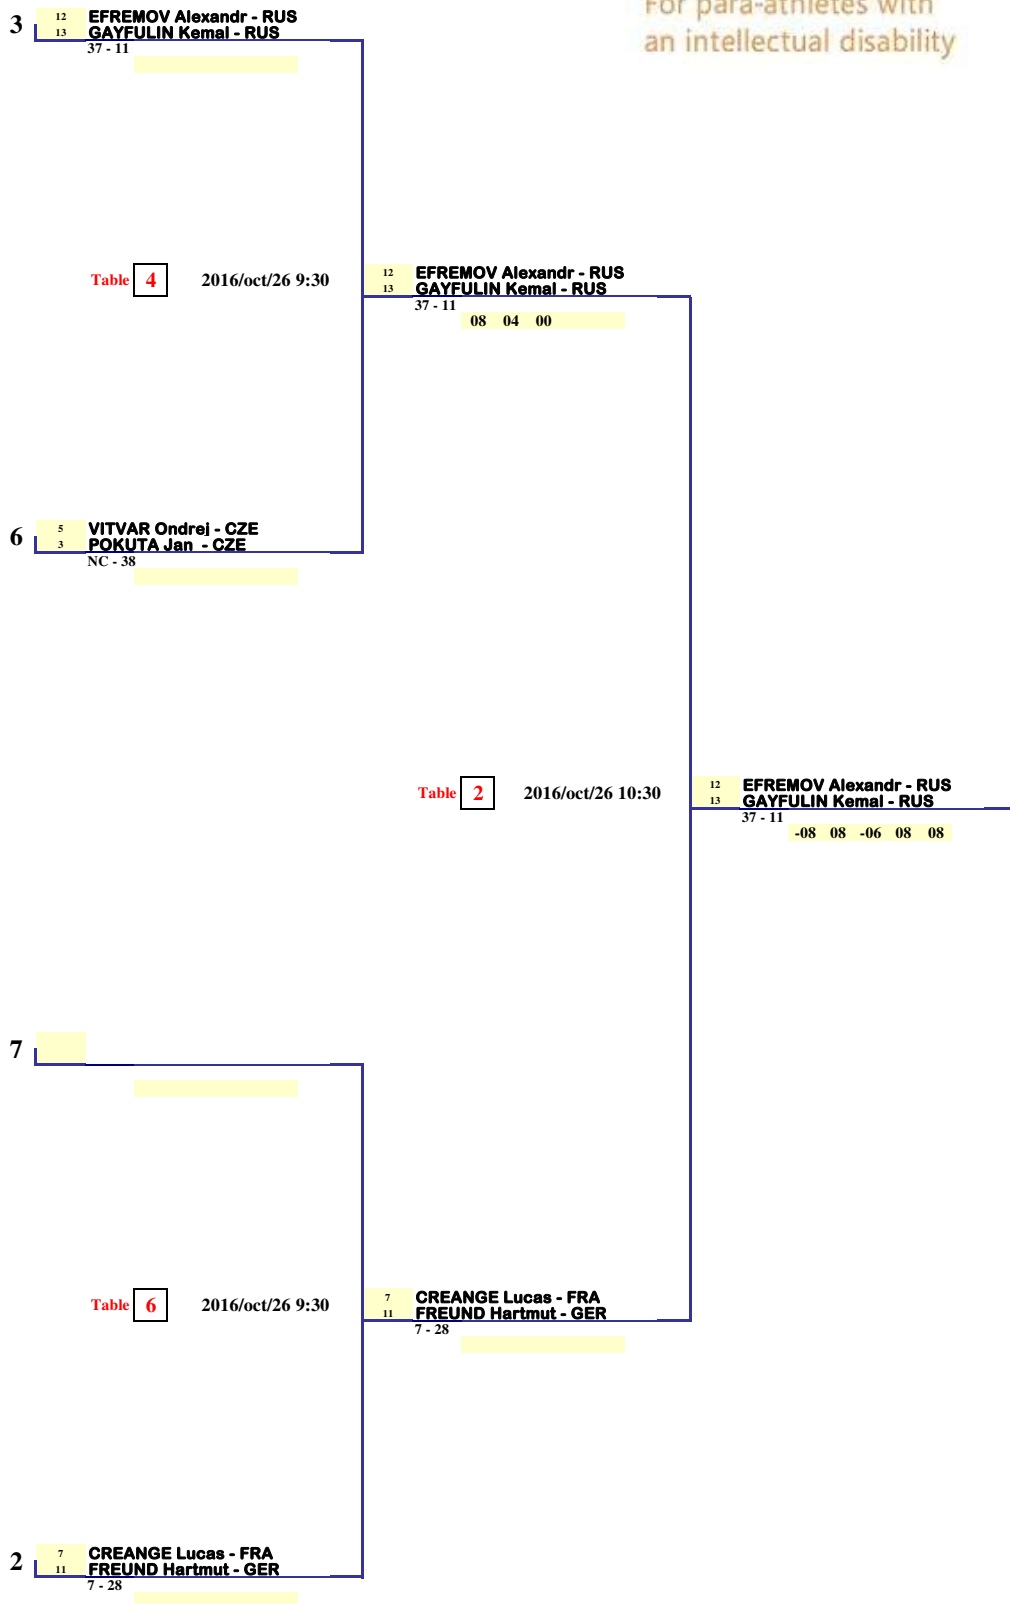 For para-athletes with
an intellectual disability
3
12 EFREMOV Alexandr - RUS
13 GAYFULIN Kemal - RUS
37 - 11
Table 4 2016/oct/26 9:30
12 EFREMOV Alexandr - RUS
13 GAYFULIN Kemal - RUS
37 - 11
08 04 00
6
5 VITVAR Ondrej - CZE
3 POKUTA Jan - CZE
NC - 38
Table 2 2016/oct/26 10:30
12 EFREMOV Alexandr - RUS
13 GAYFULIN Kemal - RUS
37 - 11
-08 08 -06 08 08
7
Table 6 2016/oct/26 9:30
7 CREANGE Lucas - FRA
11 FREUND Hartmut - GER
7 - 28
2
7 CREANGE Lucas - FRA
11 FREUND Hartmut - GER
7 - 28